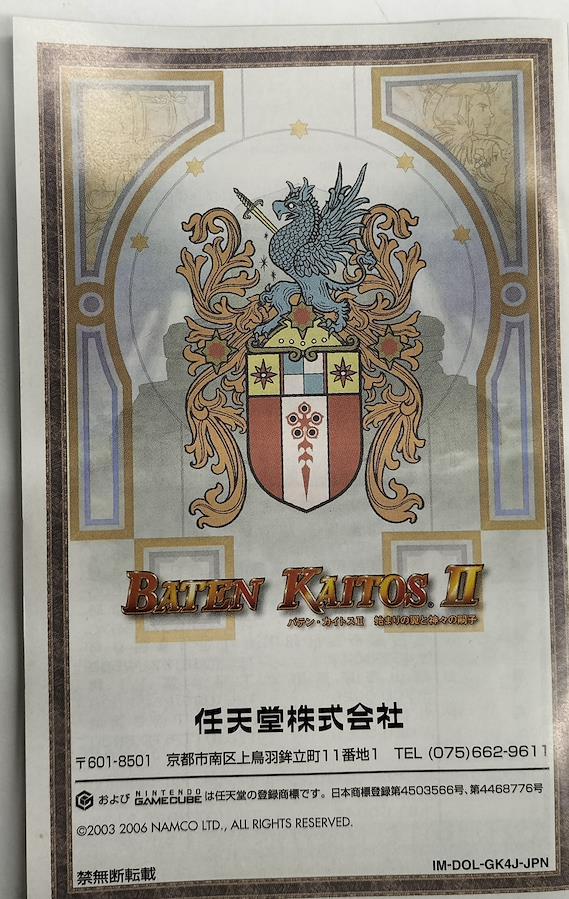 BATEN KAITOS II
バテン・カイトスⅡ 始まりの翼と神々の嗣子
任天堂株式会社
〒601-8501 京都市南区上鳥羽鉾立町11番地1 TEL (075)662-9611
および NINTENDO GAMECUBE は任天堂の登録商標です。日本商標登録第4503566号、第4468776号
©2003 2006 NAMCO LTD., ALL RIGHTS RESERVED.
禁無断転載
IM-DOL-GK4J-JPN